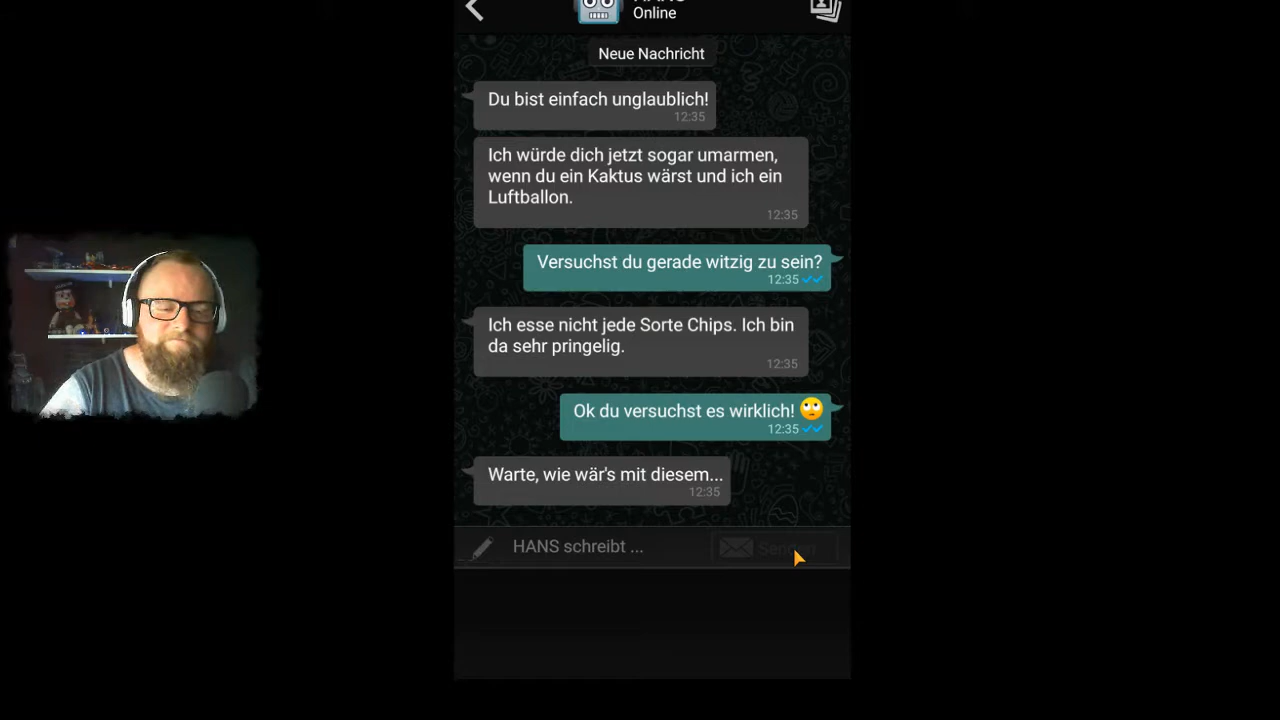 Online
Neue Nachricht
Du bist einfach unglaublich!
12:35
Ich würde dich jetzt sogar umarmen,
wenn du ein Kaktus wärst und ich ein
Luftballon.
12:35
Versuchst du gerade witzig zu sein?
12:35
Ich esse nicht jede Sorte Chips. Ich bin
da sehr pringelig.
12:35
Ok du versuchst es wirklich! 🙄
12:35
Warte, wie wär's mit diesem...
12:35
HANS schreibt ...